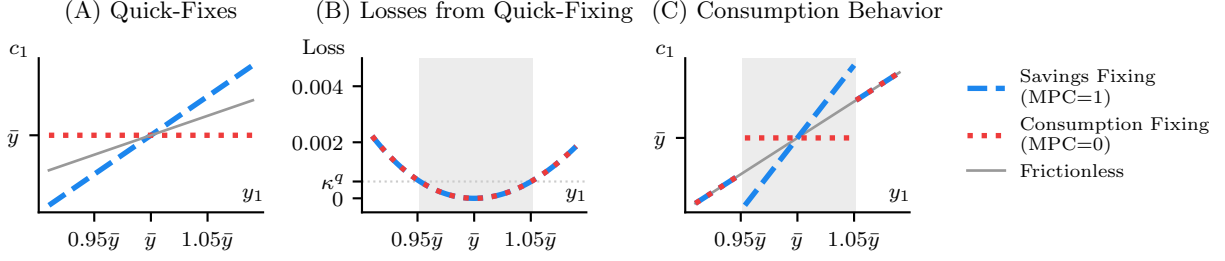 (A) Quick-Fixes
c₁
ȳ
y₁
0.95ȳ ȳ 1.05ȳ
(B) Losses from Quick-Fixing
Loss
0.004
0.002
κ^q
0
y₁
0.95ȳ ȳ 1.05ȳ
(C) Consumption Behavior
c₁
ȳ
y₁
0.95ȳ ȳ 1.05ȳ
Savings Fixing
(MPC=1)
Consumption Fixing
(MPC=0)
Frictionless